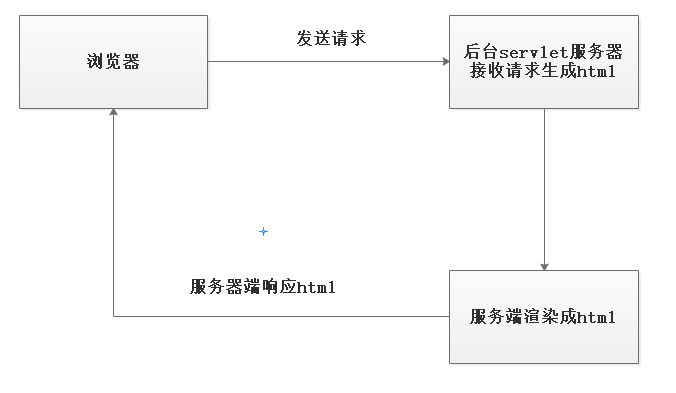 发送请求
浏览器
后台servlet服务器
接收请求生成html
服务器端响应html
服务端渲染成html